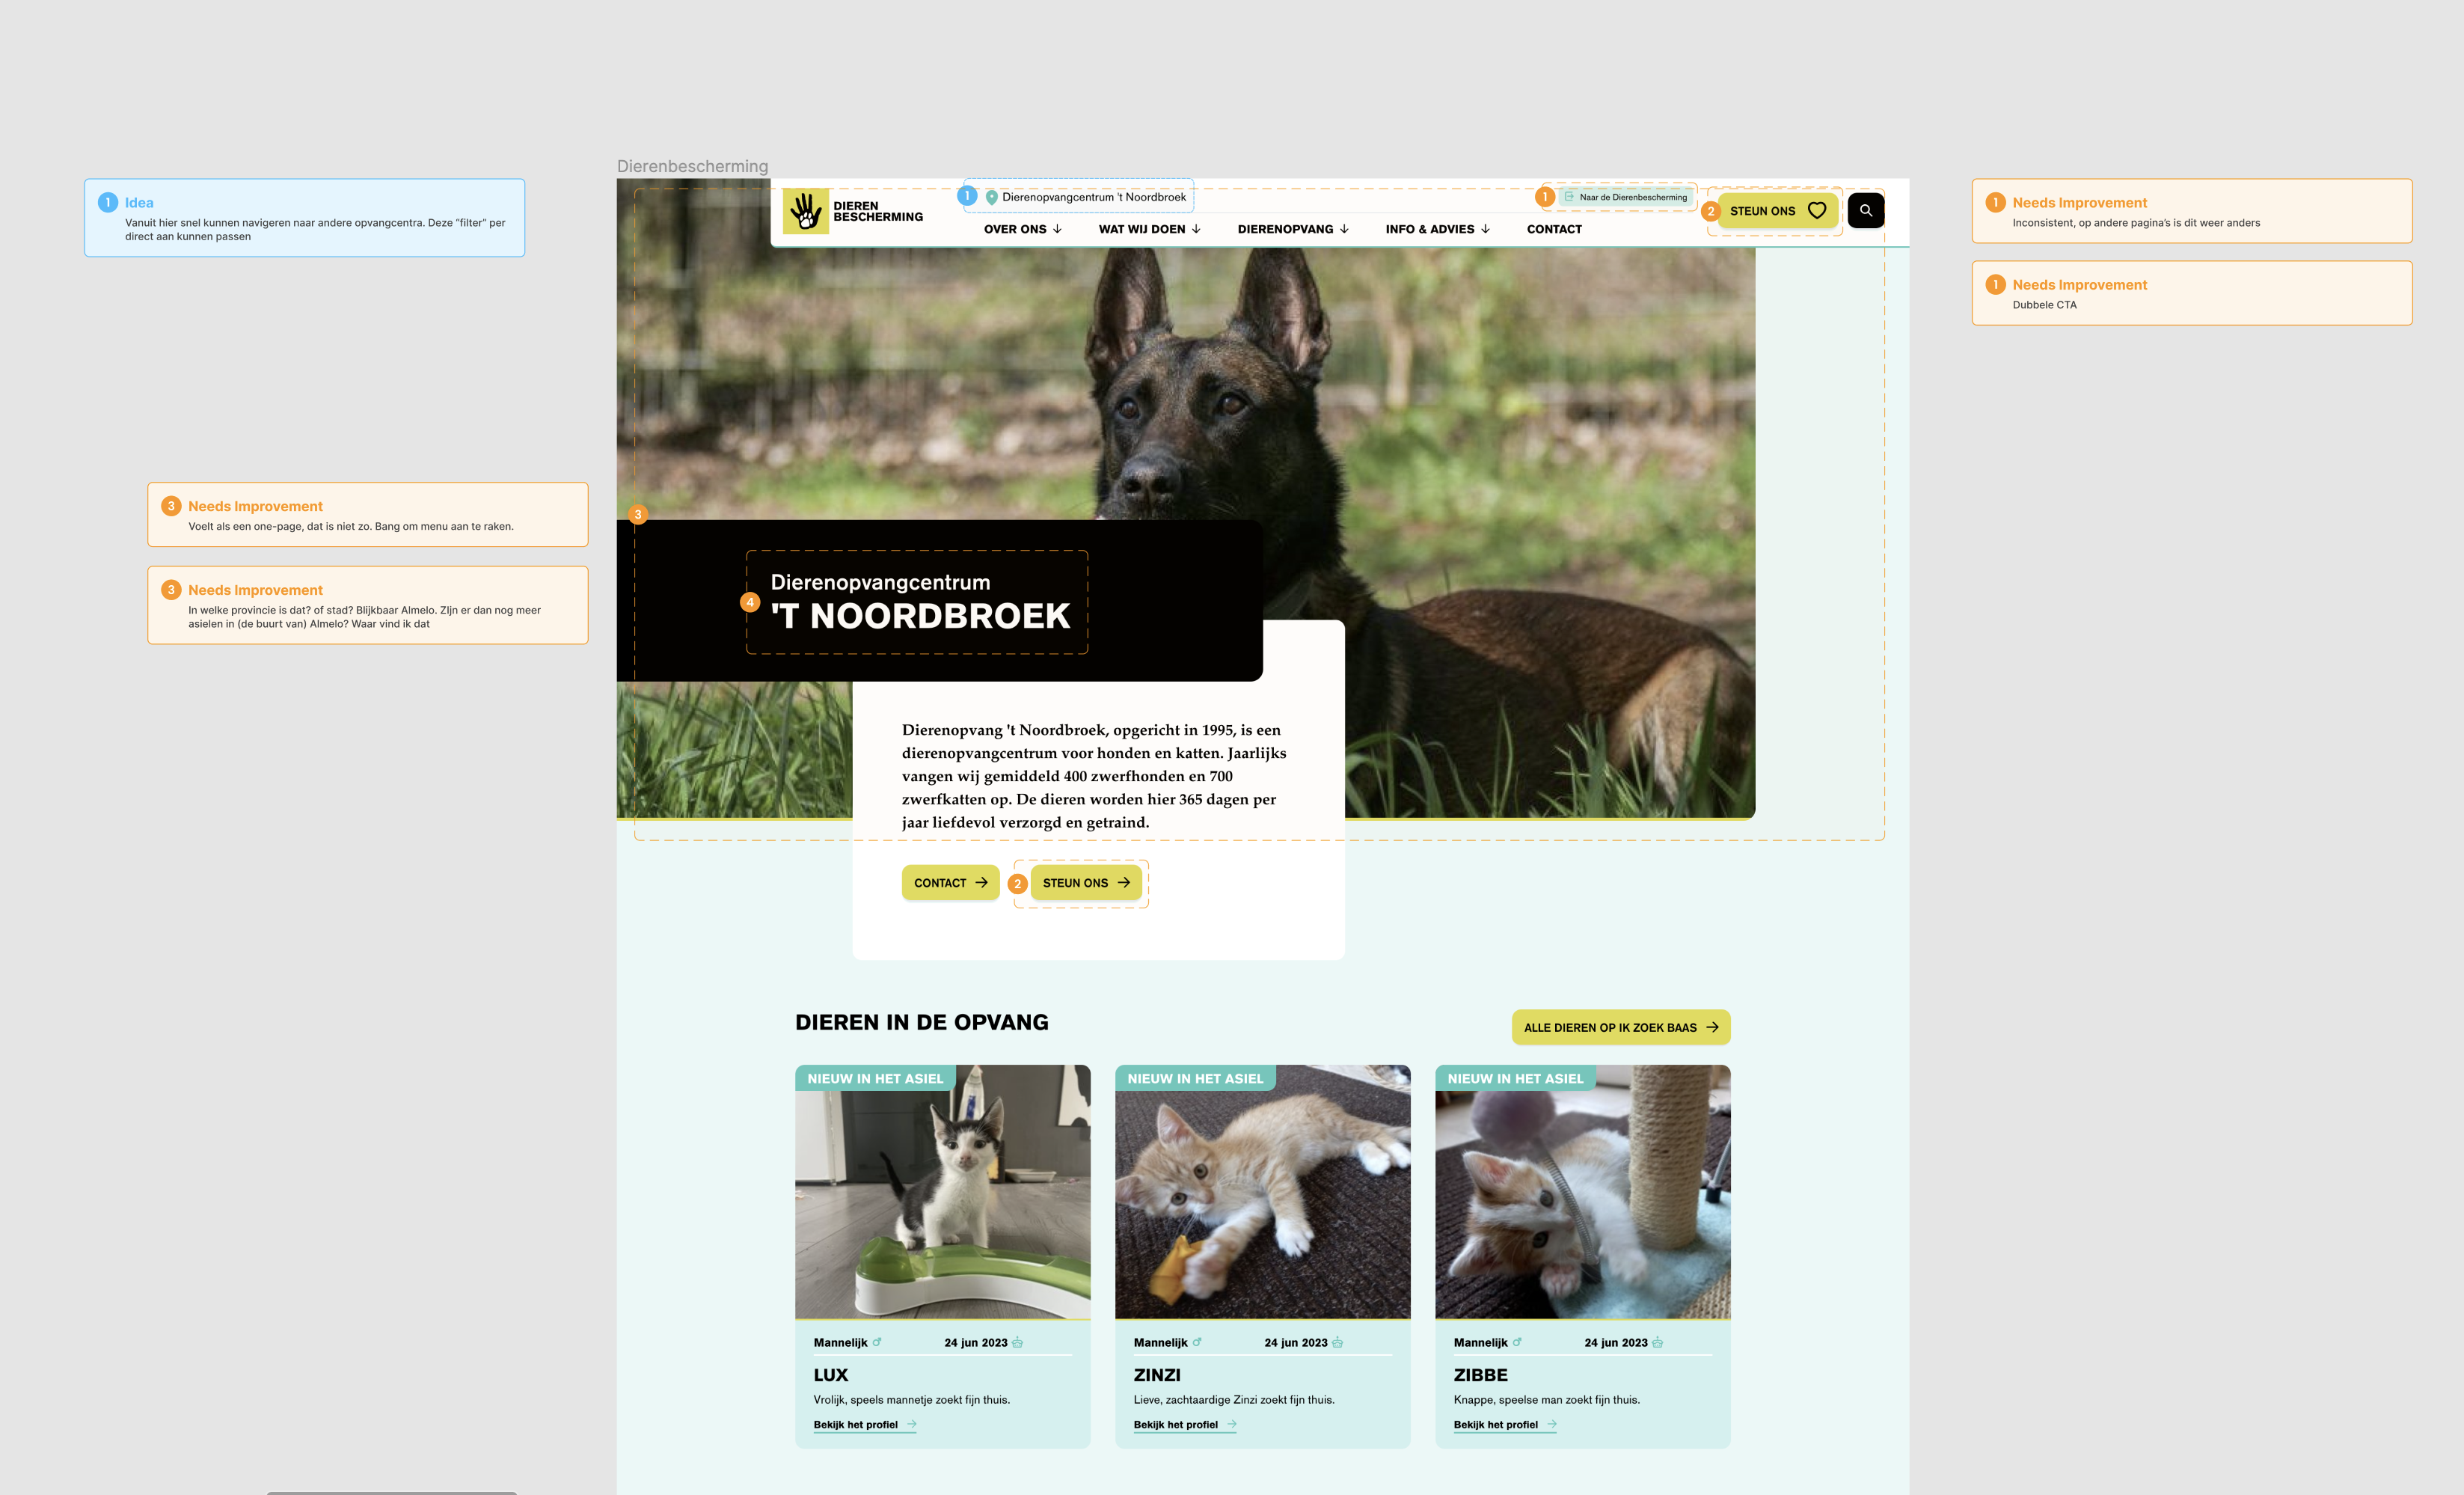 Dierenbescherming
1 Idea
Vanuit hier snel kunnen navigeren naar andere opvangcentra. Deze "filter" per
direct aan kunnen passen
3 Needs Improvement
Voelt als een one-page, dat is niet zo. Bang om menu aan te raken.
3 Needs Improvement
In welke provincie is dat? of stad? Blijkbaar Almelo. ZIjn er dan nog meer
asielen in (de buurt van) Almelo? Waar vind ik dat
DIEREN
BESCHERMING
1 Dierenopvangcentrum 't Noordbroek
1 Naar de Dierenbescherming
2 STEUN ONS
OVER ONS
WAT WIJ DOEN
DIERENOPVANG
INFO & ADVIES
CONTACT
1 Needs Improvement
Inconsistent, op andere pagina's is dit weer anders
1 Needs Improvement
Dubbele CTA
3
4
Dierenopvangcentrum
'T NOORDBROEK
Dierenopvang 't Noordbroek, opgericht in 1995, is een
dierenopvangcentrum voor honden en katten. Jaarlijks
vangen wij gemiddeld 400 zwerfhonden en 700
zwerfkatten op. De dieren worden hier 365 dagen per
jaar liefdevol verzorgd en getraind.
CONTACT
2 STEUN ONS
DIEREN IN DE OPVANG
ALLE DIEREN OP IK ZOEK BAAS
NIEUW IN HET ASIEL
Mannelijk 24 jun 2023
LUX
Vrolijk, speels mannetje zoekt fijn thuis.
Bekijk het profiel
NIEUW IN HET ASIEL
Mannelijk 24 jun 2023
ZINZI
Lieve, zachtaardige Zinzi zoekt fijn thuis.
Bekijk het profiel
NIEUW IN HET ASIEL
Mannelijk 24 jun 2023
ZIBBE
Knappe, speelse man zoekt fijn thuis.
Bekijk het profiel